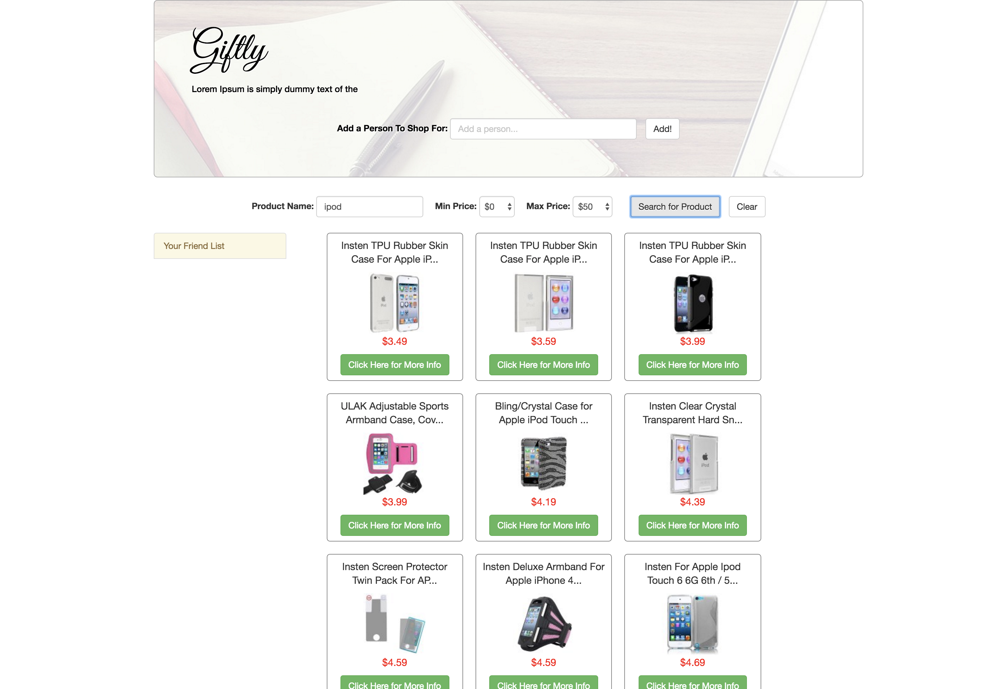 Giftly
Lorem Ipsum is simply dummy text of the
Add a Person To Shop For: Add a person... Add!
Product Name: ipod Min Price: $0 Max Price: $50 Search for Product Clear
Your Friend List
Insten TPU Rubber Skin
Case For Apple iP...
$3.49
Click Here for More Info
Insten TPU Rubber Skin
Case For Apple iP...
$3.59
Click Here for More Info
Insten TPU Rubber Skin
Case For Apple iP...
$3.99
Click Here for More Info
ULAK Adjustable Sports
Armband Case, Cov...
$3.99
Click Here for More Info
Bling/Crystal Case for
Apple iPod Touch ...
$4.19
Click Here for More Info
Insten Clear Crystal
Transparent Hard Sn...
iPod
$4.39
Click Here for More Info
Insten Screen Protector
Twin Pack For AP...
$4.59
Click Here for More Info
Insten Deluxe Armband For
Apple iPhone 4...
$4.59
Click Here for More Info
Insten For Apple Ipod
Touch 6 6G 6th / 5...
$4.69
Click Here for More Info